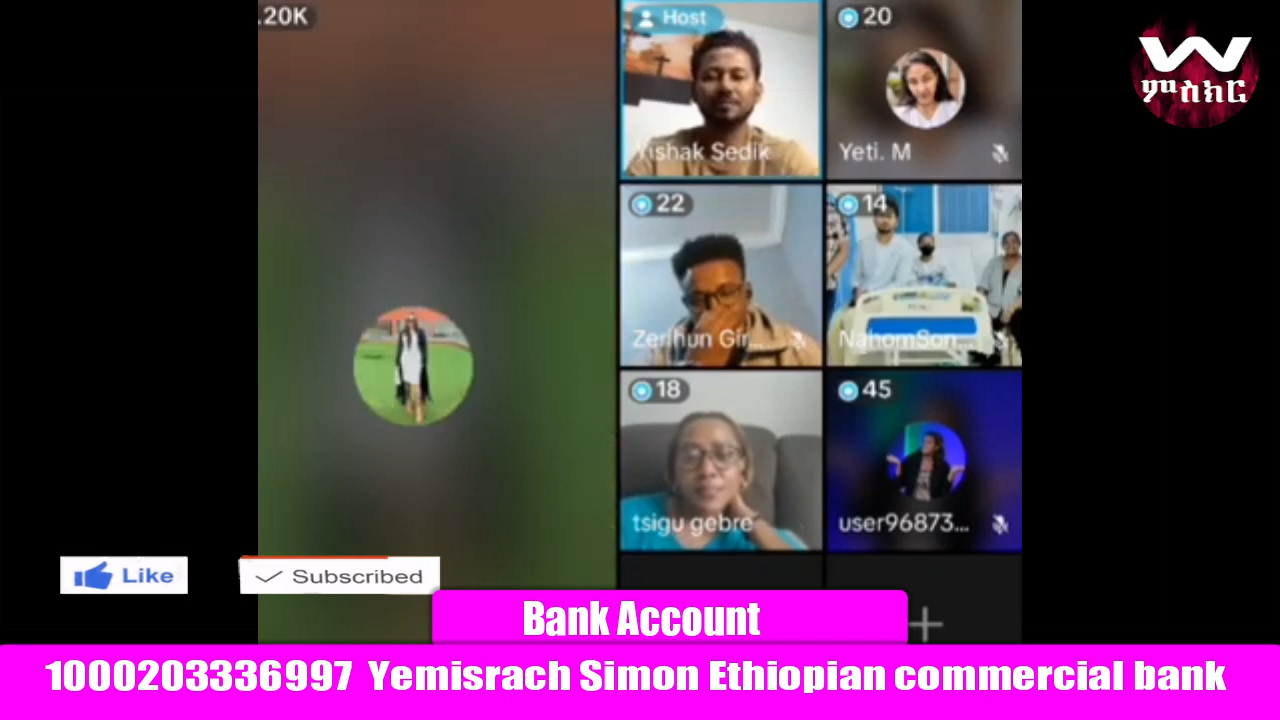 .20K
Host
20
W
ምስክር
Yishak Sedik
Yeti. M
22
14
Zerihun Gir...
NahomSon...
18
45
tsigu gebre
user96873...
Like
Subscribed
Bank Account
1000203336997 Yemisrach Simon Ethiopian commercial bank